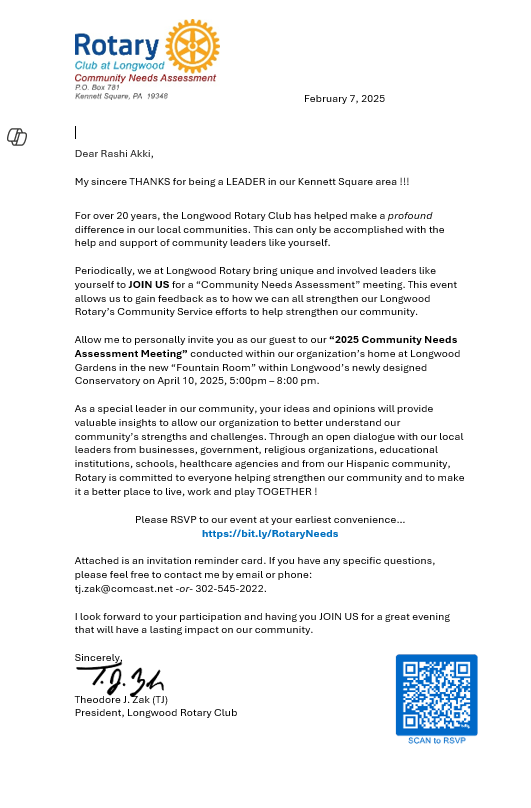 Rotary
Club at Longwood
Community Needs Assessment
P.O. Box 781
Kennett Square, PA 19348
February 7, 2025
Dear Rashi Akki,
My sincere THANKS for being a LEADER in our Kennett Square area !!!
For over 20 years, the Longwood Rotary Club has helped make a profound
difference in our local communities. This can only be accomplished with the
help and support of community leaders like yourself.
Periodically, we at Longwood Rotary bring unique and involved leaders like
yourself to JOIN US for a “Community Needs Assessment” meeting. This event
allows us to gain feedback as to how we can all strengthen our Longwood
Rotary’s Community Service efforts to help strengthen our community.
Allow me to personally invite you as our guest to our “2025 Community Needs
Assessment Meeting” conducted within our organization’s home at Longwood
Gardens in the new “Fountain Room” within Longwood’s newly designed
Conservatory on April 10, 2025, 5:00pm – 8:00 pm.
As a special leader in our community, your ideas and opinions will provide
valuable insights to allow our organization to better understand our
community’s strengths and challenges. Through an open dialogue with our local
leaders from businesses, government, religious organizations, educational
institutions, schools, healthcare agencies and from our Hispanic community,
Rotary is committed to everyone helping strengthen our community and to make
it a better place to live, work and play TOGETHER !
Please RSVP to our event at your earliest convenience…
https://bit.ly/RotaryNeeds
Attached is an invitation reminder card. If you have any specific questions,
please feel free to contact me by email or phone:
tj.zak@comcast.net -or- 302-545-2022.
I look forward to your participation and having you JOIN US for a great evening
that will have a lasting impact on our community.
Sincerely,
T.J. Zak
Theodore J. Zak (TJ)
President, Longwood Rotary Club
SCAN to RSVP